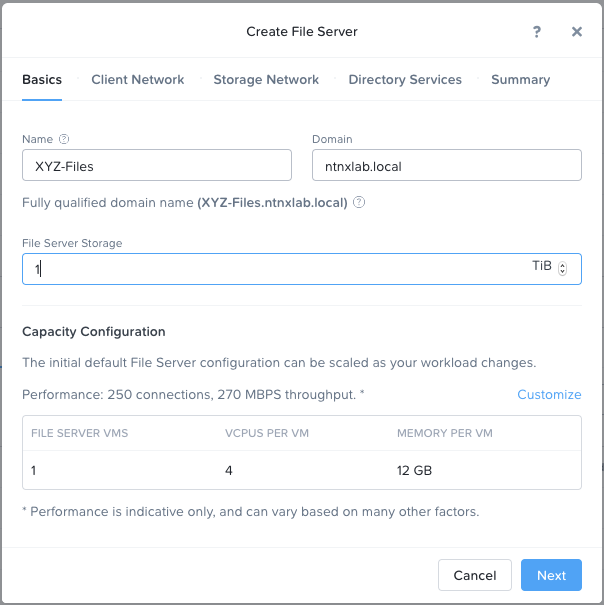 Create File Server ? ×
Basics Client Network Storage Network Directory Services Summary
Name ? Domain
XYZ-Files ntnxlab.local
Fully qualified domain name (XYZ-Files.ntnxlab.local) ?
File Server Storage
1 TiB
Capacity Configuration
The initial default File Server configuration can be scaled as your workload changes.
Performance: 250 connections, 270 MBPS throughput. * Customize
FILE SERVER VMS VCPUS PER VM MEMORY PER VM
1 4 12 GB
* Performance is indicative only, and can vary based on many other factors.
Cancel Next